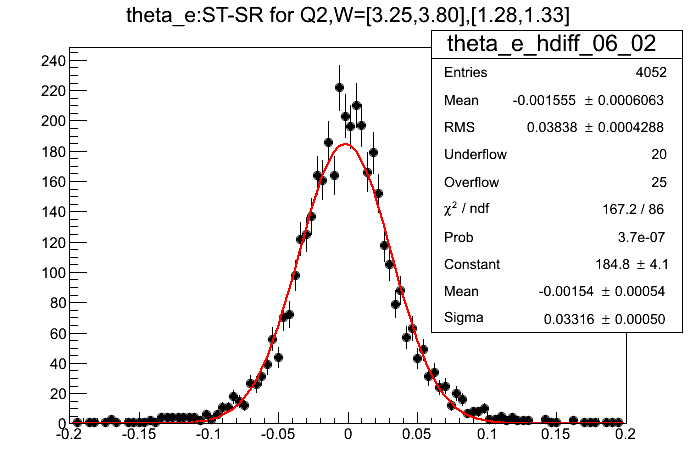 theta_e:ST-SR for Q2,W=[3.25,3.80],[1.28,1.33]
theta_e_hdiff_06_02
Entries 4052
Mean -0.001555 ± 0.0006063
RMS 0.03838 ± 0.0004288
Underflow 20
Overflow 25
χ² / ndf 167.2 / 86
Prob 3.7e-07
Constant 184.8 ± 4.1
Mean -0.00154 ± 0.00054
Sigma 0.03316 ± 0.00050
240
220
200
180
160
140
120
100
80
60
40
20
0
-0.2 -0.15 -0.1 -0.05 0 0.05 0.1 0.15 0.2